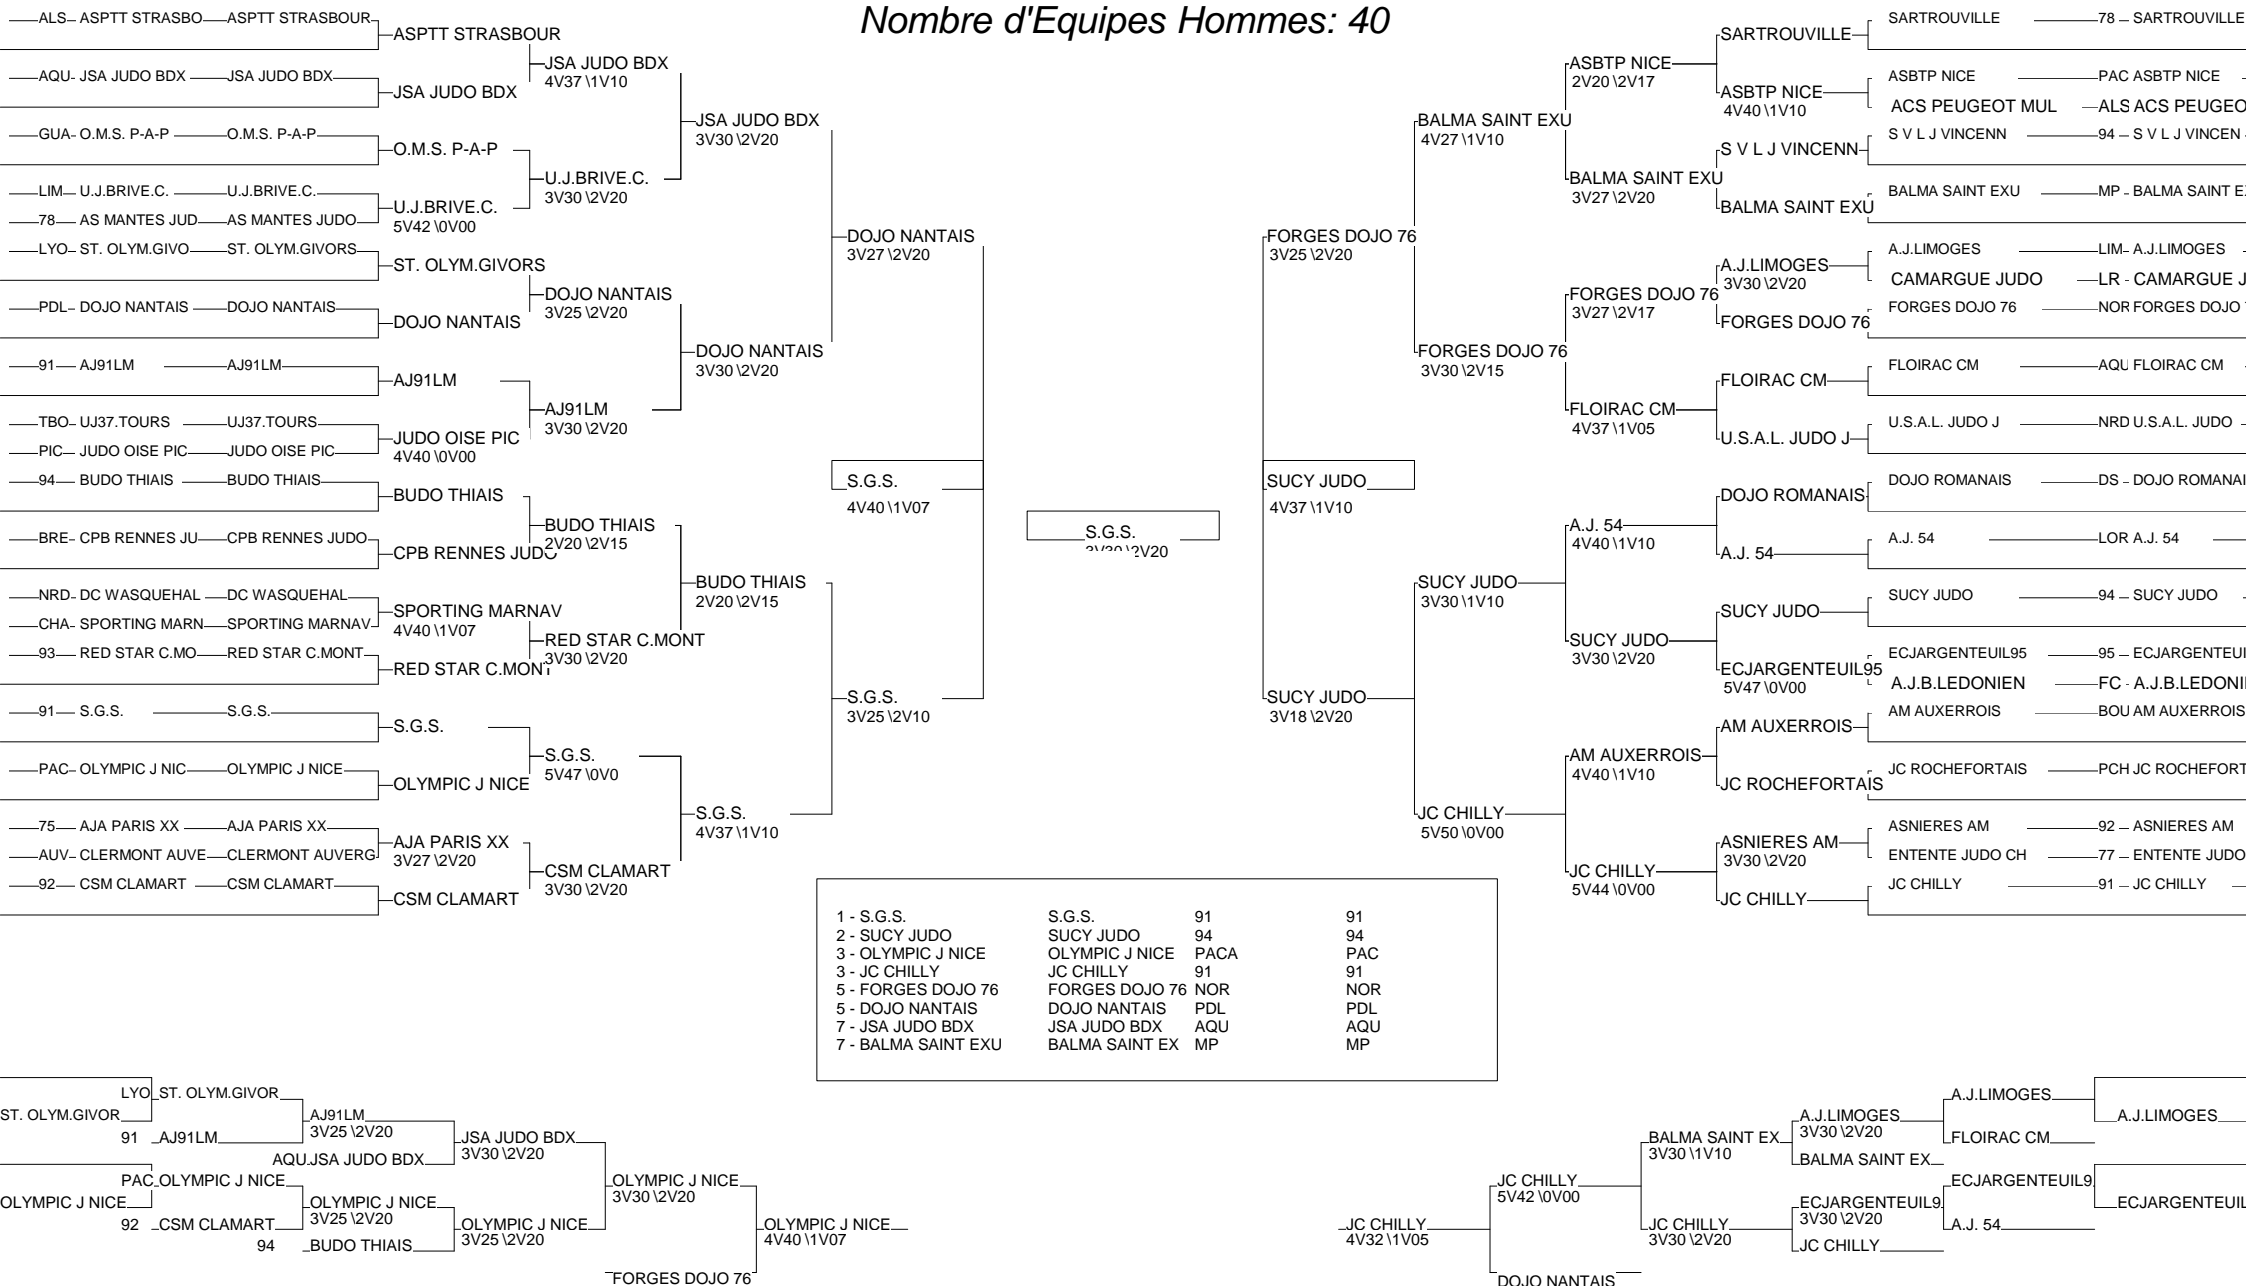 Nombre d'Equipes Hommes: 40
ALS ASPTT STRASBO ASPTT STRASBOUR
AQU JSA JUDO BDX JSA JUDO BDX
GUA O.M.S. P-A-P O.M.S. P-A-P
LIM U.J.BRIVE.C. U.J.BRIVE.C.
78 AS MANTES JUD AS MANTES JUDO
LYO ST. OLYM.GIVO ST. OLYM.GIVORS
PDL DOJO NANTAIS DOJO NANTAIS
91 AJ91LM AJ91LM
TBO UJ37.TOURS UJ37.TOURS
PIC JUDO OISE PIC JUDO OISE PIC
94 BUDO THIAIS BUDO THIAIS
BRE CPB RENNES JU CPB RENNES JUDO
NRD DC WASQUEHAL DC WASQUEHAL
CHA SPORTING MARN SPORTING MARNAV
93 RED STAR C.MO RED STAR C.MONT
91 S.G.S. S.G.S.
PAC OLYMPIC J NIC OLYMPIC J NICE
75 AJA PARIS XX AJA PARIS XX
AUV CLERMONT AUVE CLERMONT AUVERG
92 CSM CLAMART CSM CLAMART
ASPTT STRASBOUR
JSA JUDO BDX
O.M.S. P-A-P
U.J.BRIVE.C.
5V42 \0V00
ST. OLYM.GIVORS
DOJO NANTAIS
AJ91LM
JUDO OISE PIC
4V40 \0V00
BUDO THIAIS
CPB RENNES JUDO
SPORTING MARNAV
4V40 \1V07
RED STAR C.MONT
S.G.S.
OLYMPIC J NICE
AJA PARIS XX
3V27 \2V20
CSM CLAMART
JSA JUDO BDX
4V37 \1V10
U.J.BRIVE.C.
3V30 \2V20
DOJO NANTAIS
3V25 \2V20
AJ91LM
3V30 \2V20
BUDO THIAIS
2V20 \2V15
RED STAR C.MONT
3V30 \2V20
S.G.S.
5V47 \0V0
CSM CLAMART
3V30 \2V20
JSA JUDO BDX
3V30 \2V20
DOJO NANTAIS
3V30 \2V20
BUDO THIAIS
2V20 \2V15
S.G.S.
4V37 \1V10
DOJO NANTAIS
3V27 \2V20
S.G.S.
4V40 \1V07
S.G.S.
3V25 \2V10
S.G.S.
3V30 \2V20
FORGES DOJO 76
3V25 \2V20
SUCY JUDO
4V37 \1V10
SUCY JUDO
3V18 \2V20
BALMA SAINT EXU
4V27 \1V10
FORGES DOJO 76
3V30 \2V15
SUCY JUDO
3V30 \1V10
JC CHILLY
5V50 \0V00
ASBTP NICE
2V20 \2V17
BALMA SAINT EXU
3V27 \2V20
FORGES DOJO 76
3V27 \2V17
FLOIRAC CM
4V37 \1V05
A.J. 54
4V40 \1V10
SUCY JUDO
3V30 \2V20
AM AUXERROIS
4V40 \1V10
JC CHILLY
5V44 \0V00
SARTROUVILLE
ASBTP NICE
4V40 \1V10
S V L J VINCENN
BALMA SAINT EXU
A.J.LIMOGES
3V30 \2V20
FORGES DOJO 76
FLOIRAC CM
U.S.A.L. JUDO J
DOJO ROMANAIS
A.J. 54
SUCY JUDO
ECJARGENTEUIL95
5V47 \0V00
AM AUXERROIS
JC ROCHEFORTAIS
ASNIERES AM
3V30 \2V20
JC CHILLY
SARTROUVILLE 78 SARTROUVILLE
ASBTP NICE PAC ASBTP NICE
ACS PEUGEOT MUL ALS ACS PEUGEO
S V L J VINCENN 94 S V L J VINCEN
BALMA SAINT EXU MP BALMA SAINT E
A.J.LIMOGES LIM A.J.LIMOGES
CAMARGUE JUDO LR CAMARGUE J
FORGES DOJO 76 NOR FORGES DOJO
FLOIRAC CM AQU FLOIRAC CM
U.S.A.L. JUDO J NRD U.S.A.L. JUDO
DOJO ROMANAIS DS DOJO ROMANAI
A.J. 54 LOR A.J. 54
SUCY JUDO 94 SUCY JUDO
ECJARGENTEUIL95 95 ECJARGENTEUI
A.J.B.LEDONIEN FC A.J.B.LEDONI
AM AUXERROIS BOU AM AUXERROIS
JC ROCHEFORTAIS PCH JC ROCHEFORT
ASNIERES AM 92 ASNIERES AM
ENTENTE JUDO CH 77 ENTENTE JUDO
JC CHILLY 91 JC CHILLY
1 - S.G.S. S.G.S. 91 91
2 - SUCY JUDO SUCY JUDO 94 94
3 - OLYMPIC J NICE OLYMPIC J NICE PACA PAC
3 - JC CHILLY JC CHILLY 91 91
5 - FORGES DOJO 76 FORGES DOJO 76 NOR NOR
5 - DOJO NANTAIS DOJO NANTAIS PDL PDL
7 - JSA JUDO BDX JSA JUDO BDX AQU AQU
7 - BALMA SAINT EXU BALMA SAINT EX MP MP
LYO ST. OLYM.GIVOR
ST. OLYM.GIVOR
91 AJ91LM
PAC OLYMPIC J NICE
OLYMPIC J NICE
92 CSM CLAMART
AJ91LM
3V25 \2V20
AQU JSA JUDO BDX
OLYMPIC J NICE
3V25 \2V20
94 BUDO THIAIS
JSA JUDO BDX
3V30 \2V20
OLYMPIC J NICE
3V25 \2V20
OLYMPIC J NICE
3V30 \2V20
FORGES DOJO 76
OLYMPIC J NICE
4V40 \1V07
JC CHILLY
4V32 \1V05
JC CHILLY
5V42 \0V00
DOJO NANTAIS
BALMA SAINT EX
3V30 \1V10
JC CHILLY
3V30 \2V20
A.J.LIMOGES
3V30 \2V20
BALMA SAINT EX
ECJARGENTEUIL9
3V30 \2V20
JC CHILLY
A.J.LIMOGES
FLOIRAC CM
ECJARGENTEUIL9
A.J. 54
A.J.LIMOGES
ECJARGENTEUIL